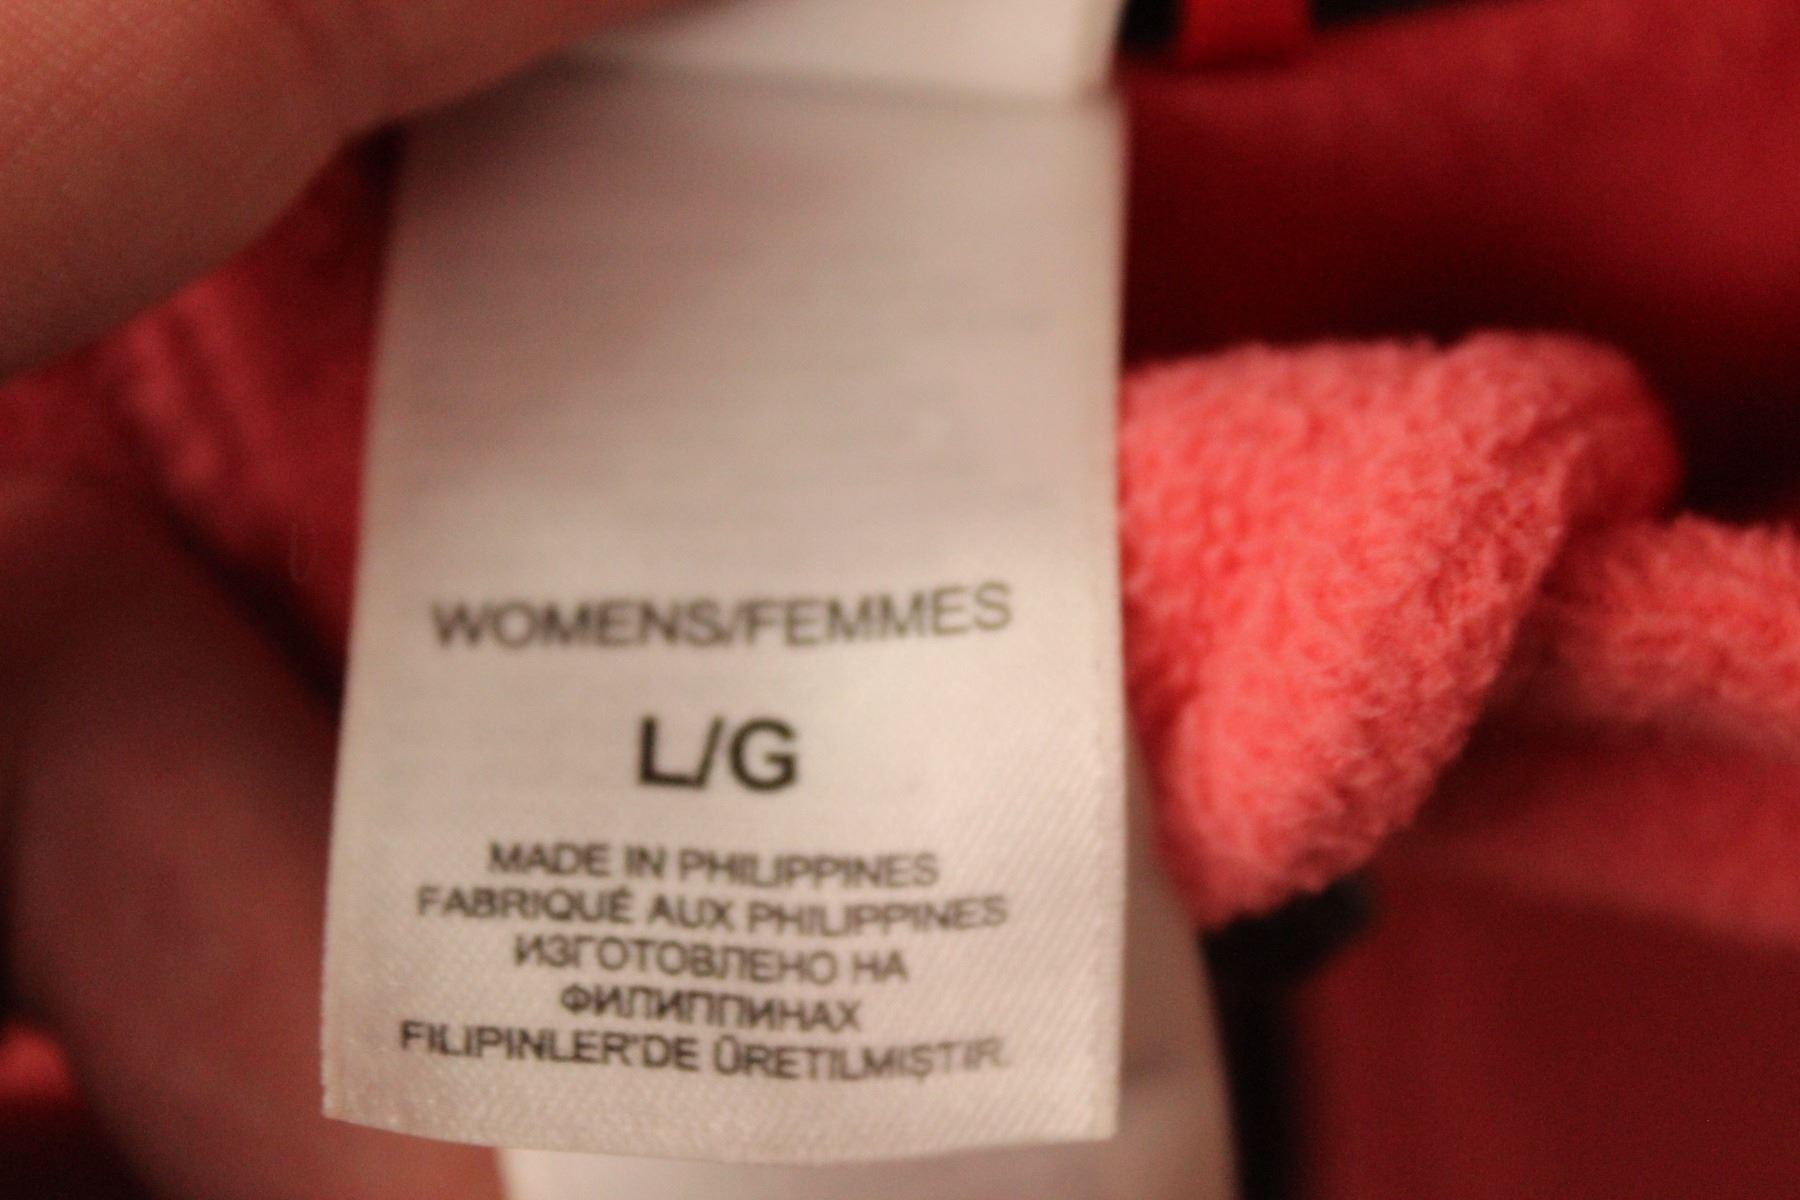 WOMENS/FEMMES
L/G
MADE IN PHILIPPINES
FABRIQUÉ AUX PHILIPPINES
ИЗГОТОВЛЕНО НА
ФИЛИППИНАХ
FILIPINLER'DE ÜRETILMIŞTIR.